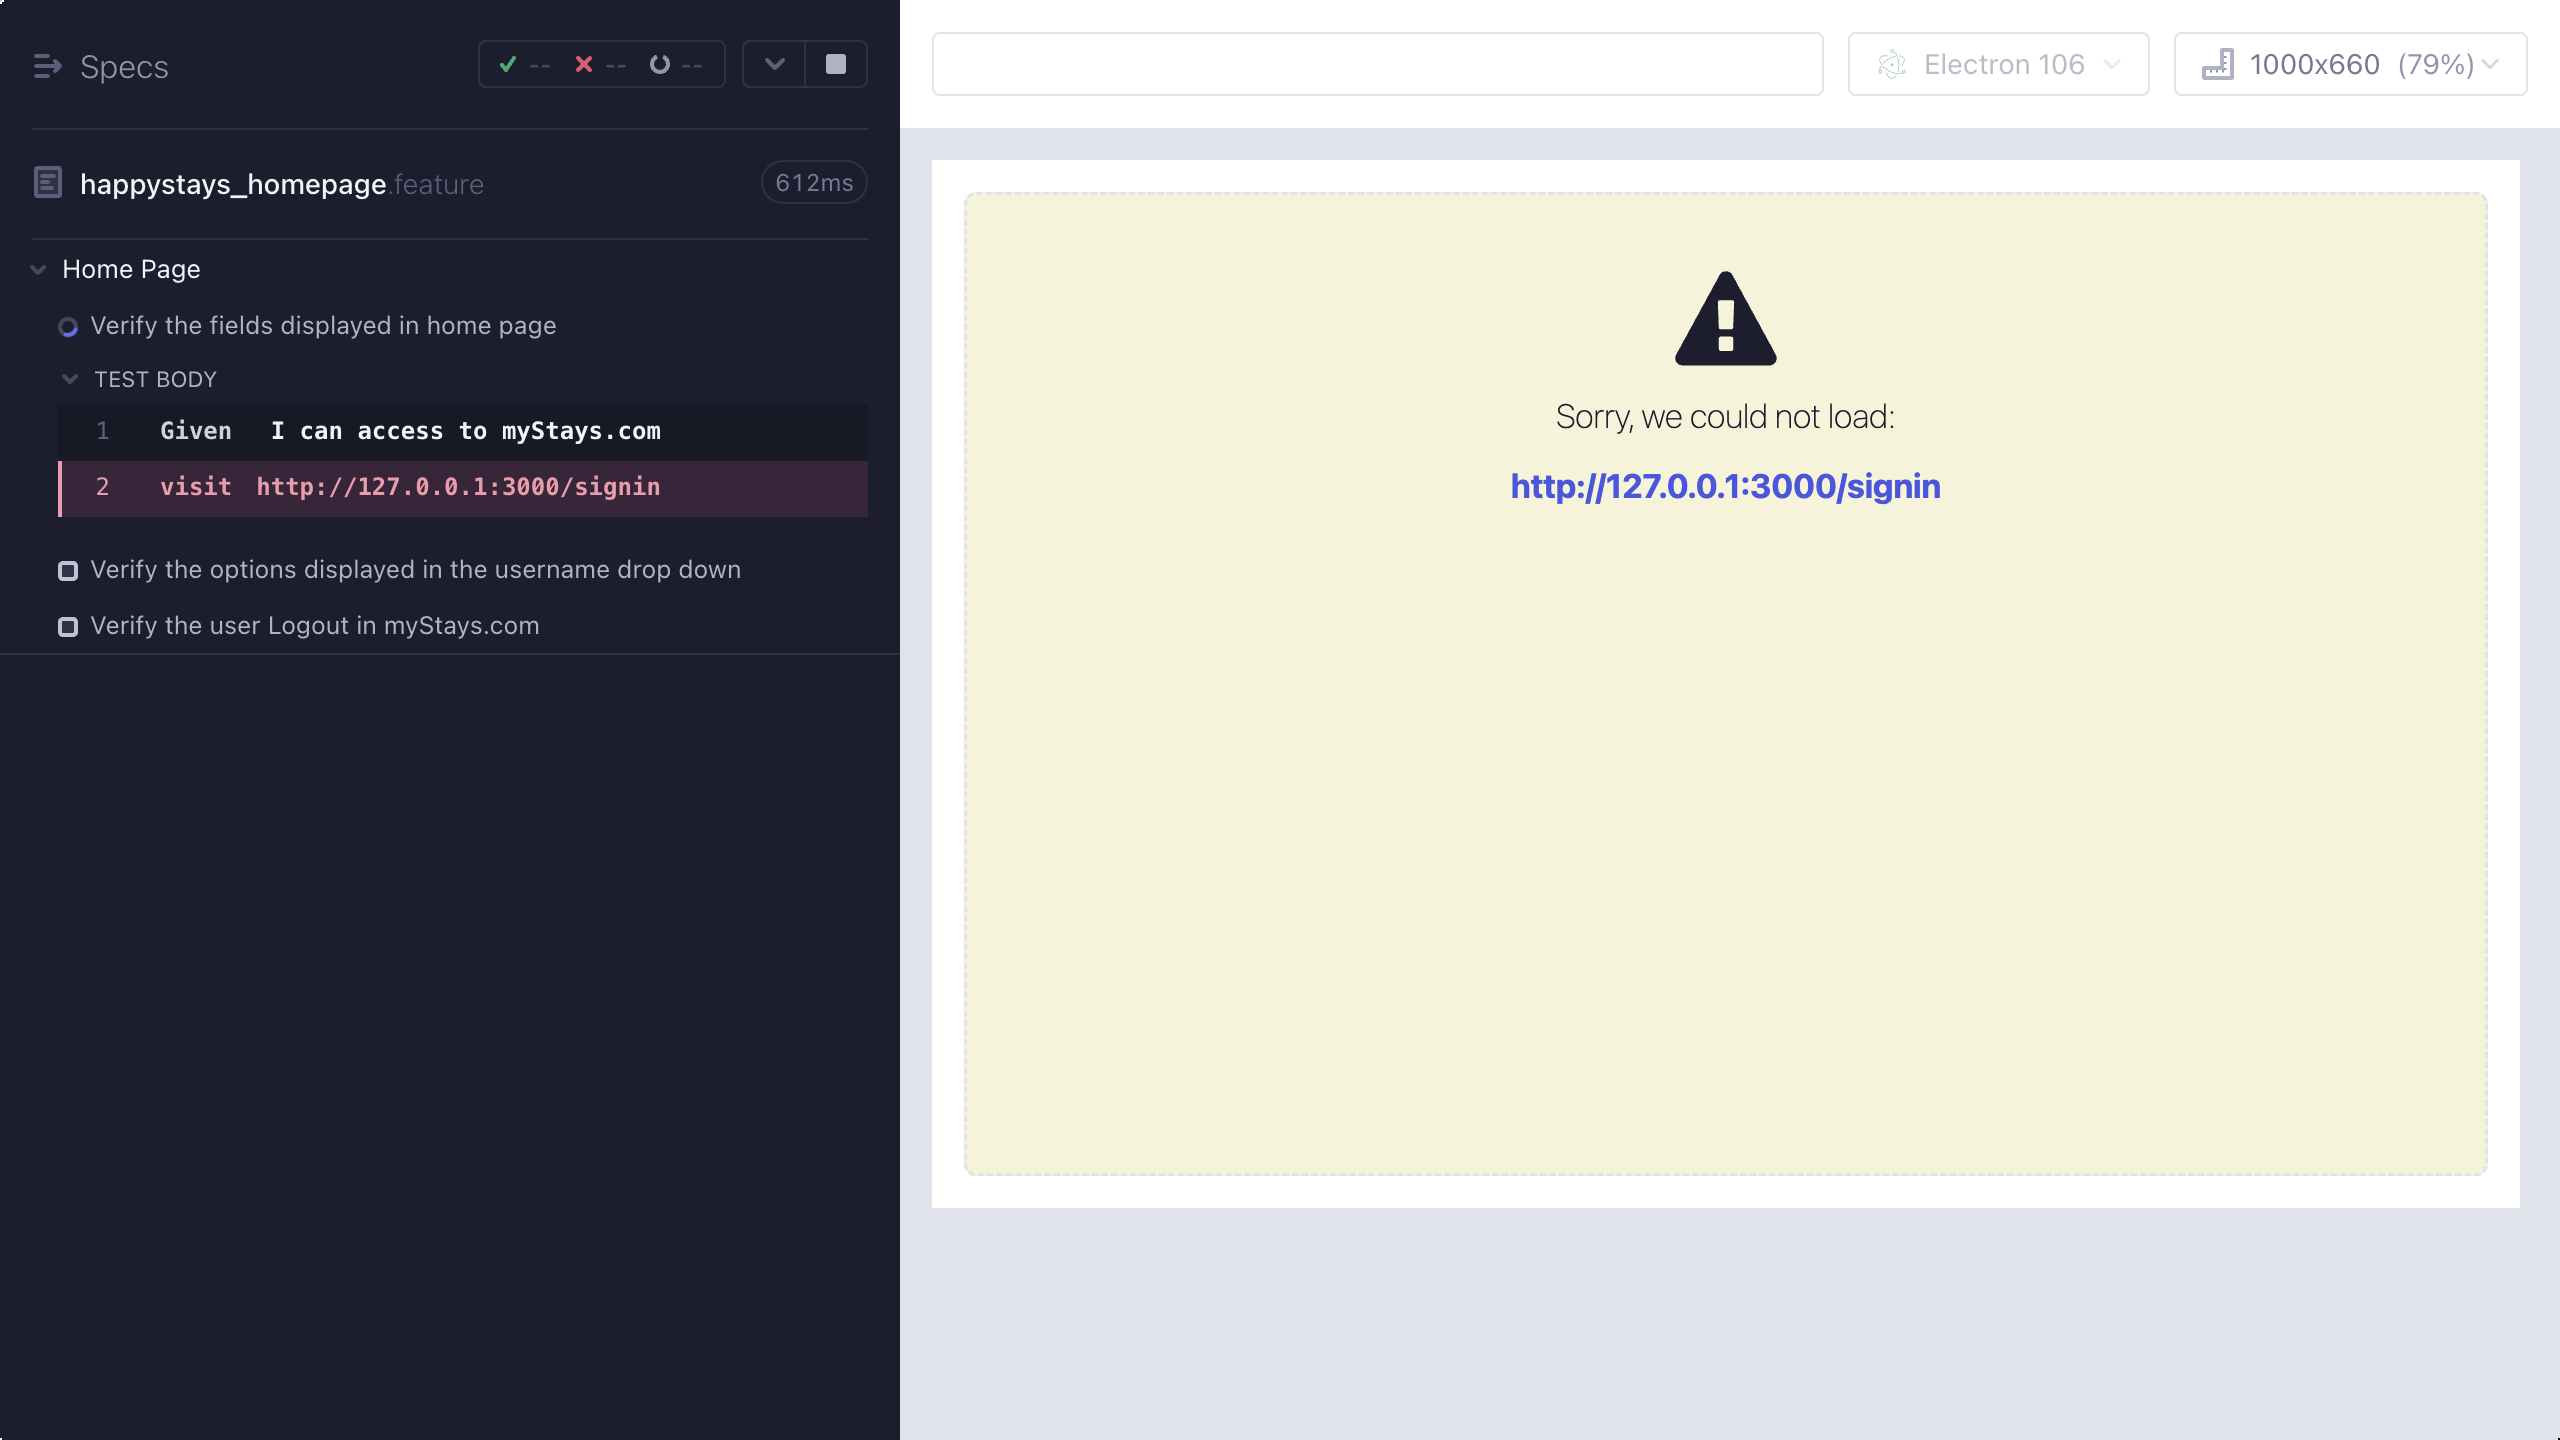 Specs
-- -- --
happystays_homepage.feature
612ms
Home Page
Verify the fields displayed in home page
TEST BODY
1 Given I can access to myStays.com
2 visit http://127.0.0.1:3000/signin
Verify the options displayed in the username drop down
Verify the user Logout in myStays.com
Electron 106
1000x660 (79%)
Sorry, we could not load:
http://127.0.0.1:3000/signin